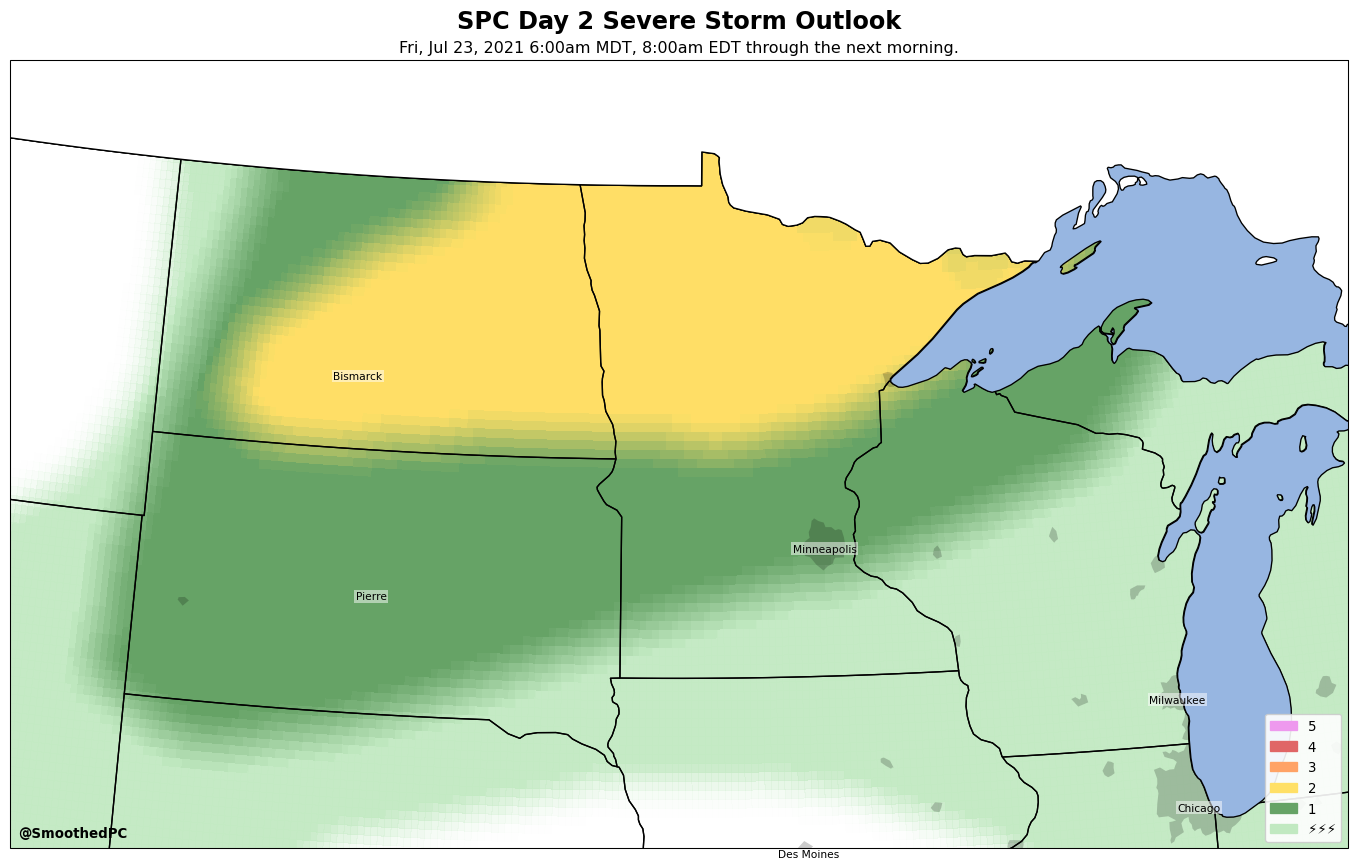 SPC Day 2 Severe Storm Outlook
Fri, Jul 23, 2021 6:00am MDT, 8:00am EDT through the next morning.
Bismarck
Minneapolis
Pierre
Milwaukee
Chicago
Des Moines
5
4
3
2
1
⚡⚡⚡
@SmoothedPC